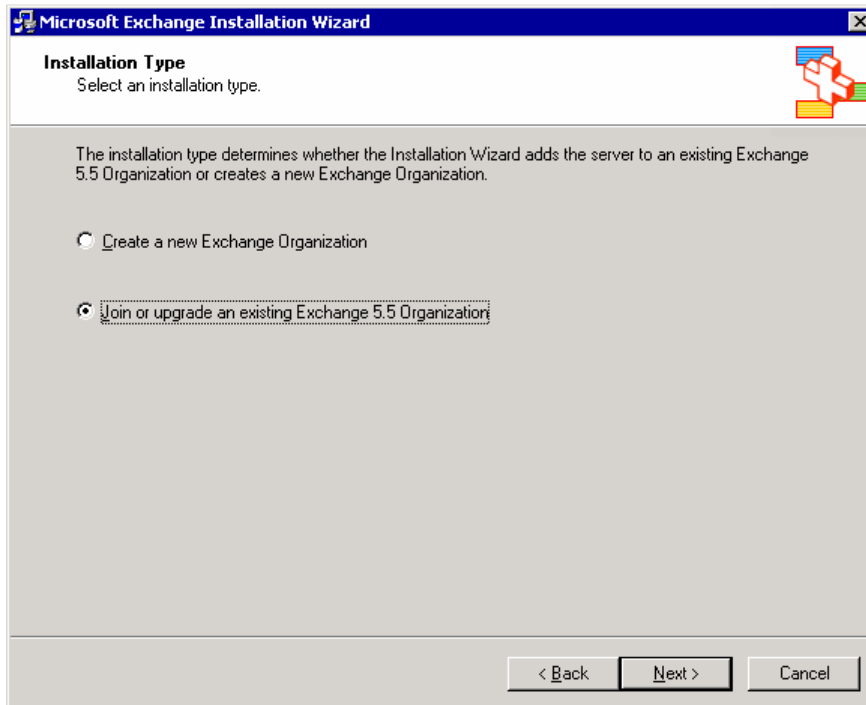 Microsoft Exchange Installation Wizard
Installation Type
Select an installation type.
The installation type determines whether the Installation Wizard adds the server to an existing Exchange
5.5 Organization or creates a new Exchange Organization.
Create a new Exchange Organization
Join or upgrade an existing Exchange 5.5 Organization
< Back Next > Cancel